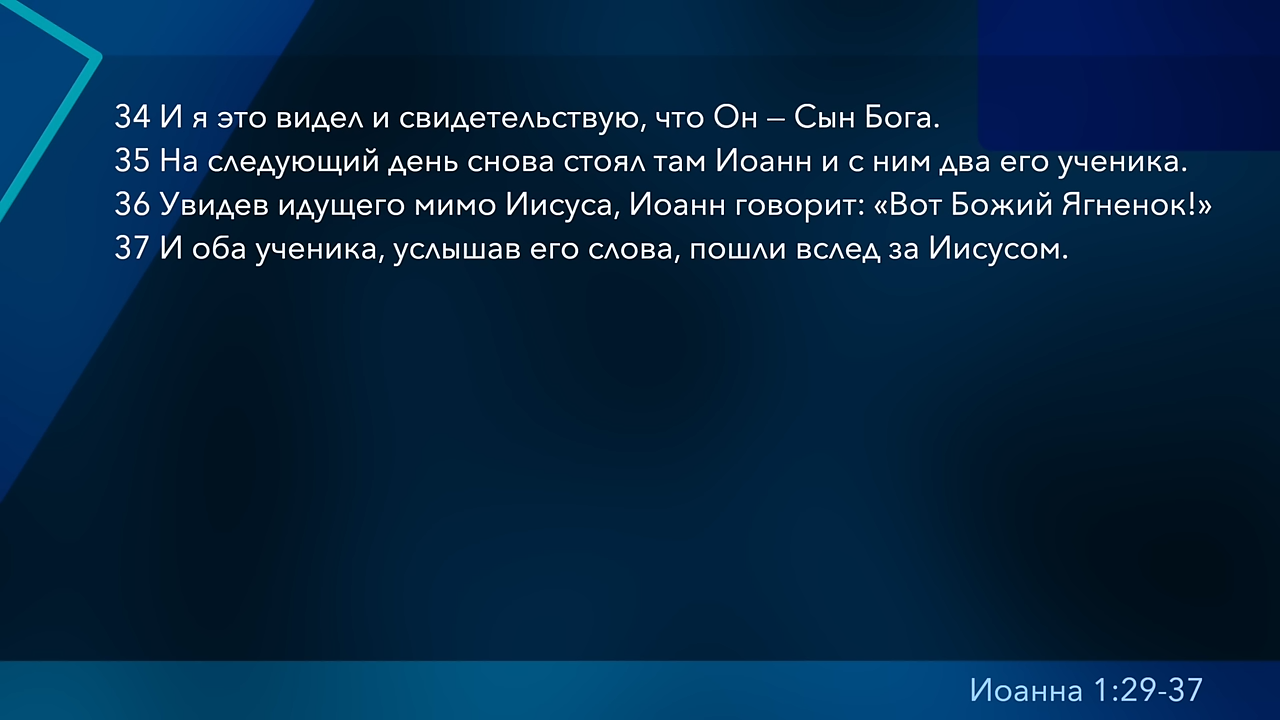 34 И я это видел и свидетельствую, что Он – Сын Бога.
35 На следующий день снова стоял там Иоанн и с ним два его ученика.
36 Увидев идущего мимо Иисуса, Иоанн говорит: «Вот Божий Ягненок!»
37 И оба ученика, услышав его слова, пошли вслед за Иисусом.
Иоанна 1:29-37